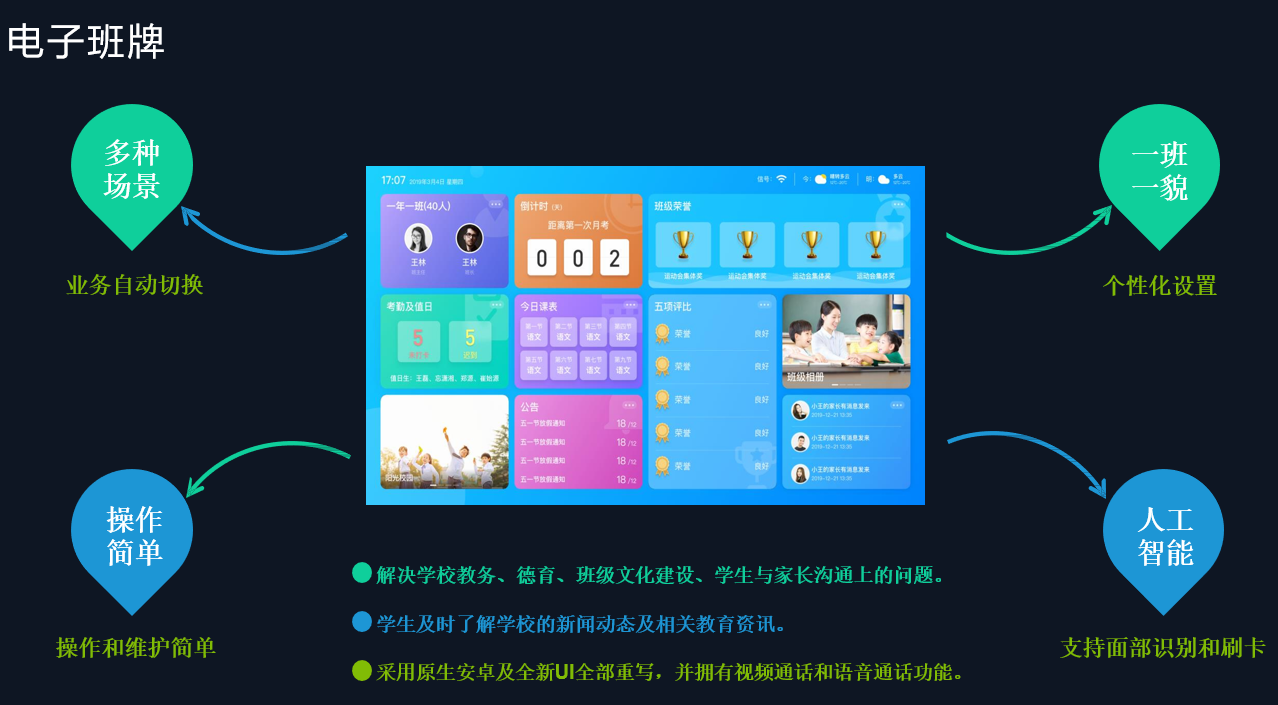 电子班牌
多种
场景
业务自动切换
一班
一貌
个性化设置
17:07 2019年3月4日 星期四
信号: 今: 晴转多云 明: 多云
一年一班(40人)
王林 王林
倒计时 (天)
距离第一次月考
0 0 2
班级荣誉
运动会集体奖 运动会集体奖 运动会集体奖 运动会集体奖
考勤及值日
5 5
未打卡 迟到
今日课表
第一节 第二节 第三节 第四节
语文 语文 语文 语文
第五节 第六节 第七节 第九节
语文 语文 语文 语文
五项评比
荣誉 良好
荣誉 良好
荣誉 良好
荣誉 良好
荣誉 良好
班级相册
阳光校园
公告
五一节放假通知 18 /12
五一节放假通知 18 /12
五一节放假通知 18 /12
五一节放假通知 18 /12
小王的家长有消息发来
2019-12-21 13:35
小王的家长有消息发来
2019-12-21 13:35
小王的家长有消息发来
2019-12-21 13:35
操作
简单
操作和维护简单
人工
智能
支持面部识别和刷卡
解决学校教务、德育、班级文化建设、学生与家长沟通上的问题。
学生及时了解学校的新闻动态及相关教育资讯。
采用原生安卓及全新UI全部重写，并拥有视频通话和语音通话功能。